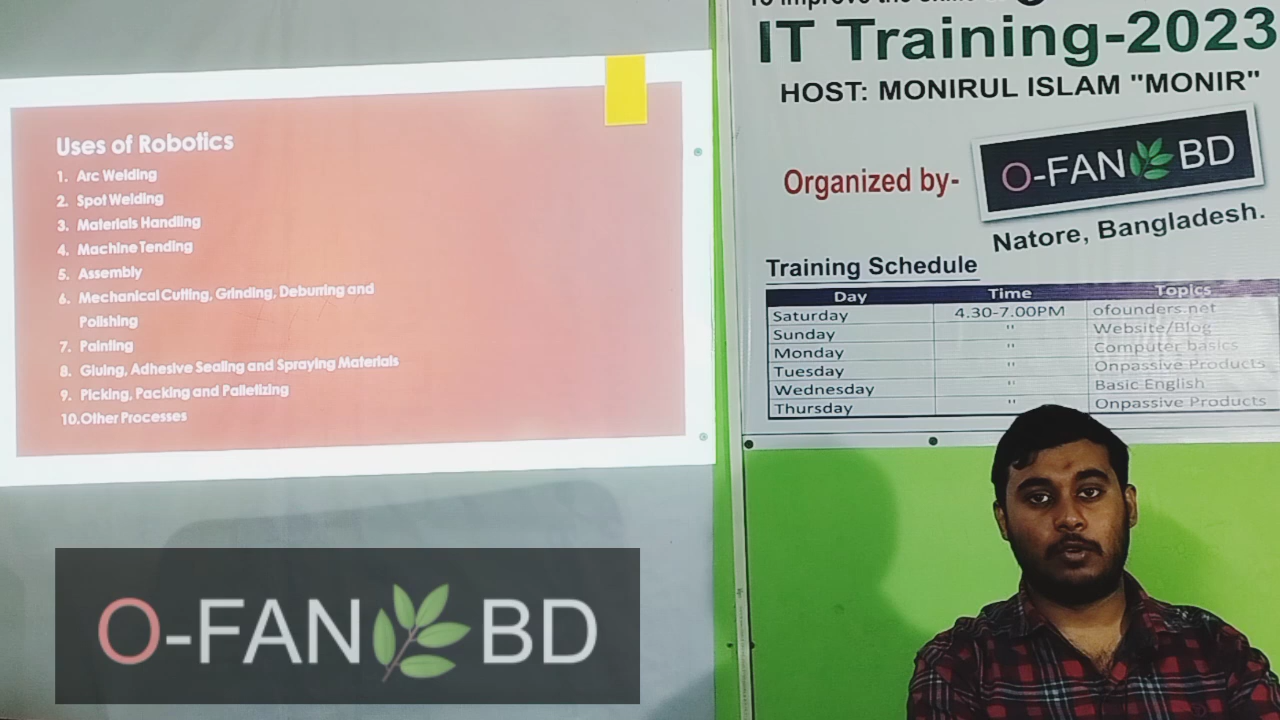 Uses of Robotics
1. Arc Welding
2. Spot Welding
3. Materials Handling
4. Machine Tending
5. Assembly
6. Mechanical Cutting, Grinding, Deburring and
Polishing
7. Painting
8. Gluing, Adhesive Sealing and Spraying Materials
9. Picking, Packing and Palletizing
10.Other Processes
O-FAN BD
To improve the
IT Training-2023
HOST: MONIRUL ISLAM "MONIR"
Organized by- O-FAN BD
Natore, Bangladesh.
Training Schedule
Day Time Topics
Saturday 4.30-7.00PM ofounders.net
Sunday " Website/Blog
Monday " Computer basics
Tuesday " Onpassive Products
Wednesday " Basic English
Thursday " Onpassive Products